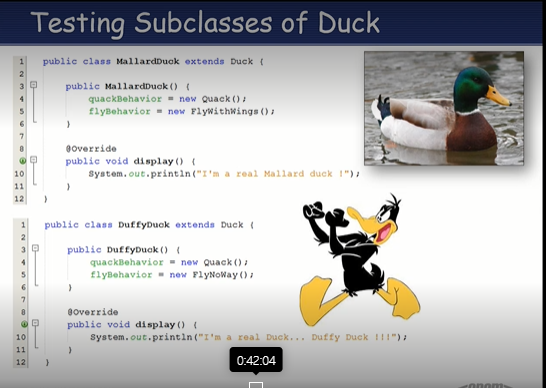 Testing Subclasses of Duck
1 public class MallardDuck extends Duck {
2
3 public MallardDuck() {
4 quackBehavior = new Quack();
5 flyBehavior = new FlyWithWings();
6 }
7
8 @Override
9 public void display() {
10 System.out.println("I'm a real Mallard duck !");
11 }
12 }
1 public class DuffyDuck extends Duck {
2
3 public DuffyDuck() {
4 quackBehavior = new Quack();
5 flyBehavior = new FlyNoWay();
6 }
7
8 @Override
public void display() {
10 System.out.println("I'm a real Duck... Duffy Duck !!!");
11 }
12 }
0:42:04